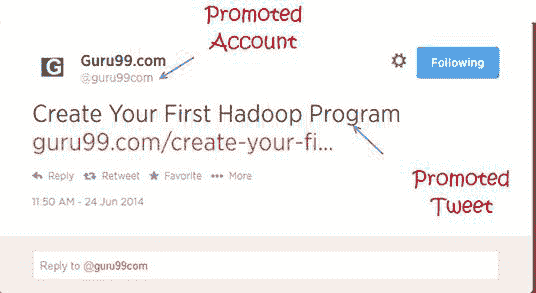 Promoted
Account
Guru99.com
@guru99com
Following
Create Your First Hadoop Program
guru99.com/create-your-fi...
Reply Retweet Favorite More
Promoted
Tweet
11:50 AM - 24 Jun 2014
Reply to @guru99com